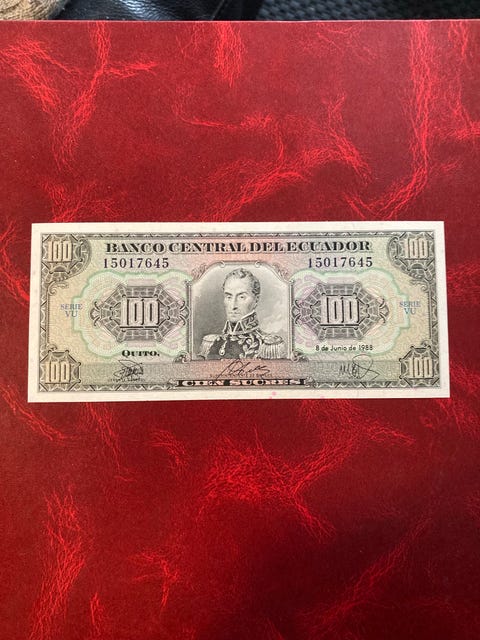 100 BANCO CENTRAL DEL ECUADOR 100
15017645 15017645
SERIE VU 100 100 SERIE VU
QUITO. 8 de Junio de 1988
100 CIEN SUCRES 100